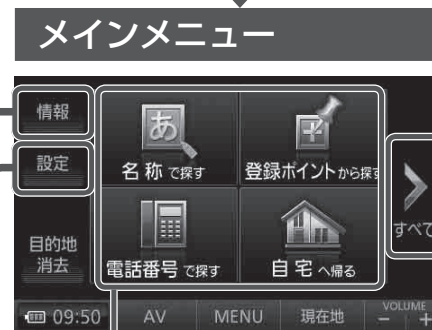 メインメニュー
情報
設定
目的地
消去
あ
名称で探す
登録ポイントから探す
電話番号で探す
自宅へ帰る
すべて
09:50
AV
MENU
現在地
VOLUME
− +